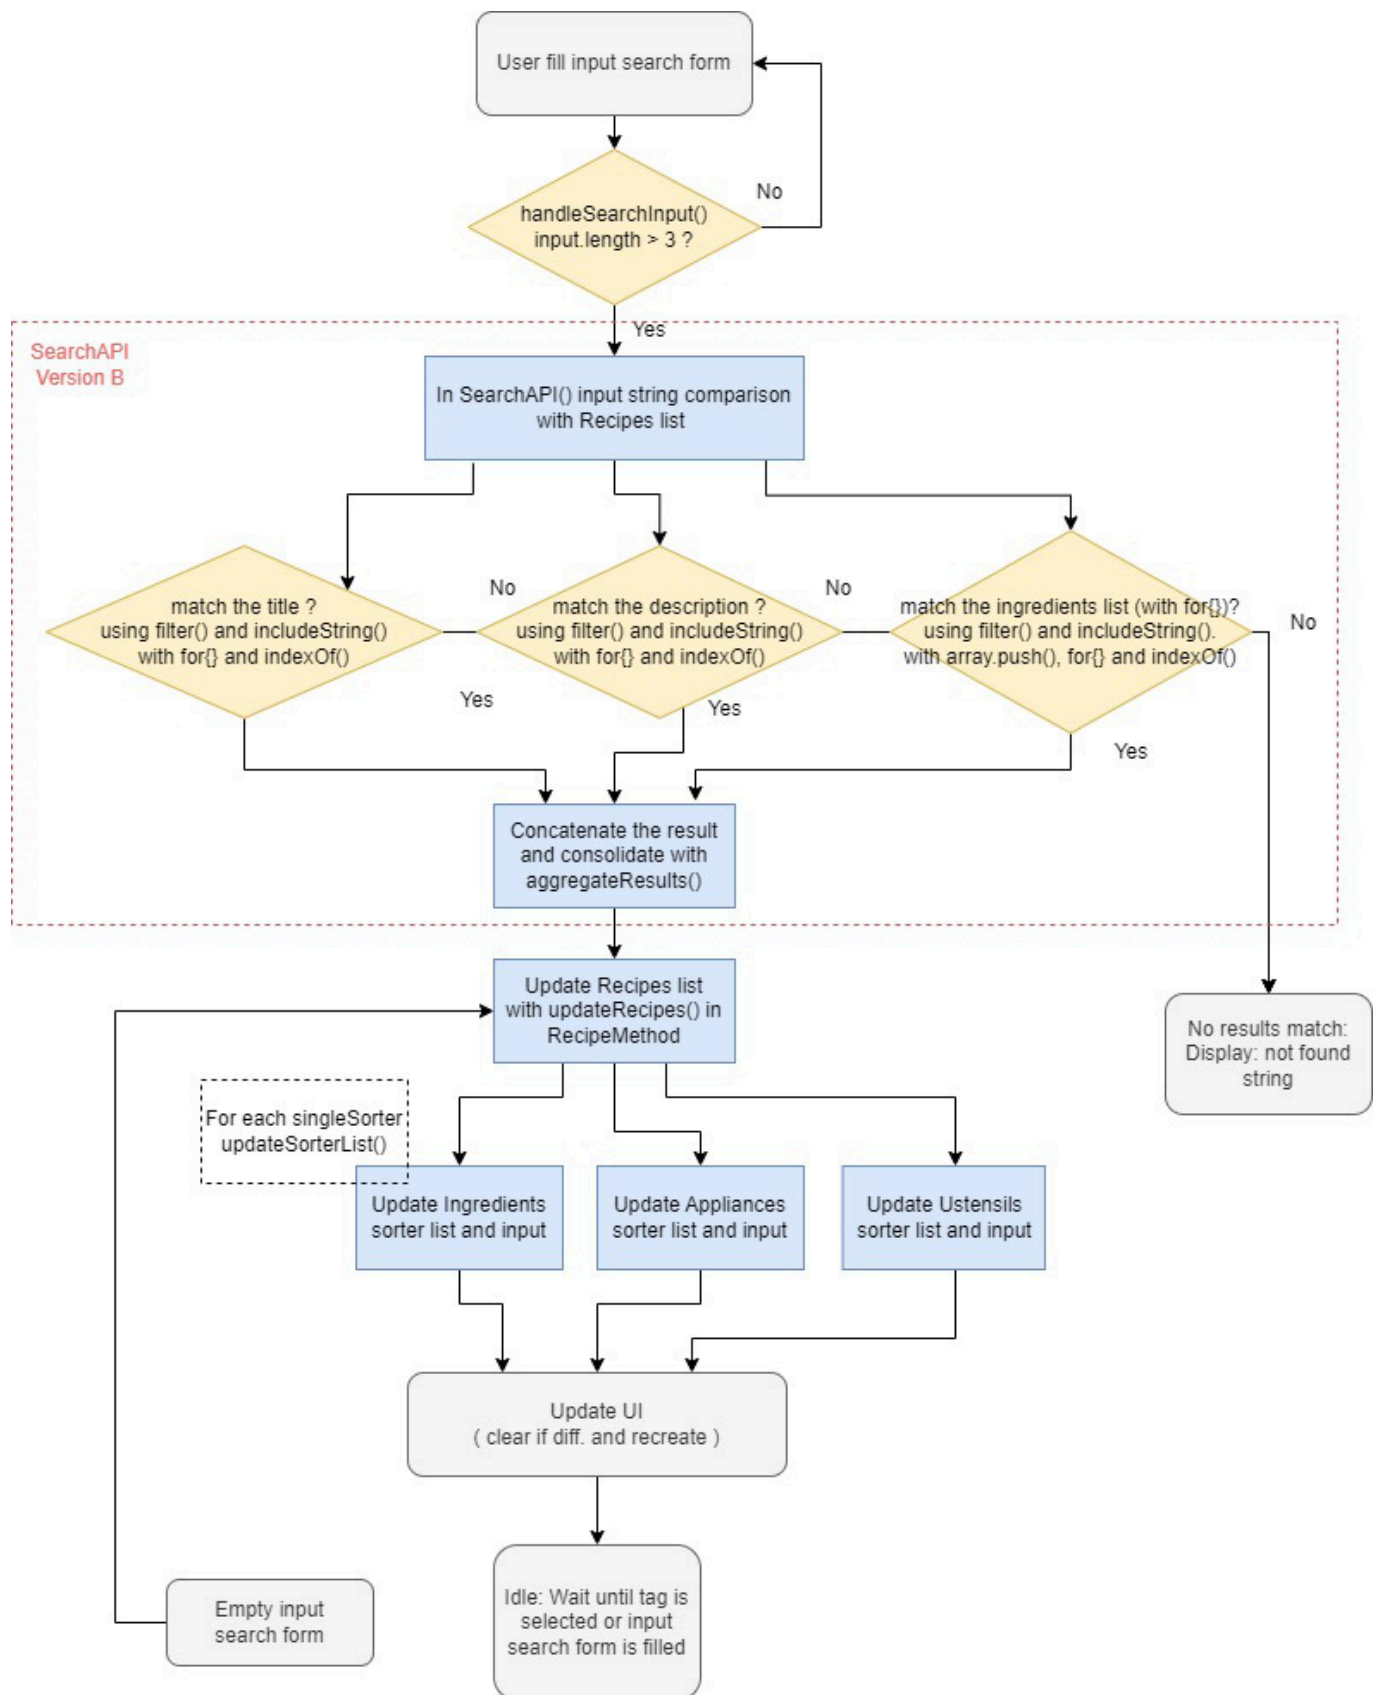 User fill input search form
No
handleSearchInput()
input.length > 3 ?
Yes
SearchAPI
Version B
In SearchAPI() input string comparison
with Recipes list
match the title ?
using filter() and includeString()
with for{} and indexOf()
No
match the description ?
using filter() and includeString()
with for{} and indexOf()
No
match the ingredients list (with for{})?
using filter() and includeString().
with array.push(), for{} and indexOf()
No
Yes
Yes
Yes
Concatenate the result
and consolidate with
aggregateResults()
Update Recipes list
with updateRecipes() in
RecipeMethod
No results match:
Display: not found
string
For each singleSorter
updateSorterList()
Update Ingredients
sorter list and input
Update Appliances
sorter list and input
Update Ustensils
sorter list and input
Update UI
( clear if diff. and recreate )
Empty input
search form
Idle: Wait until tag is
selected or input
search form is filled